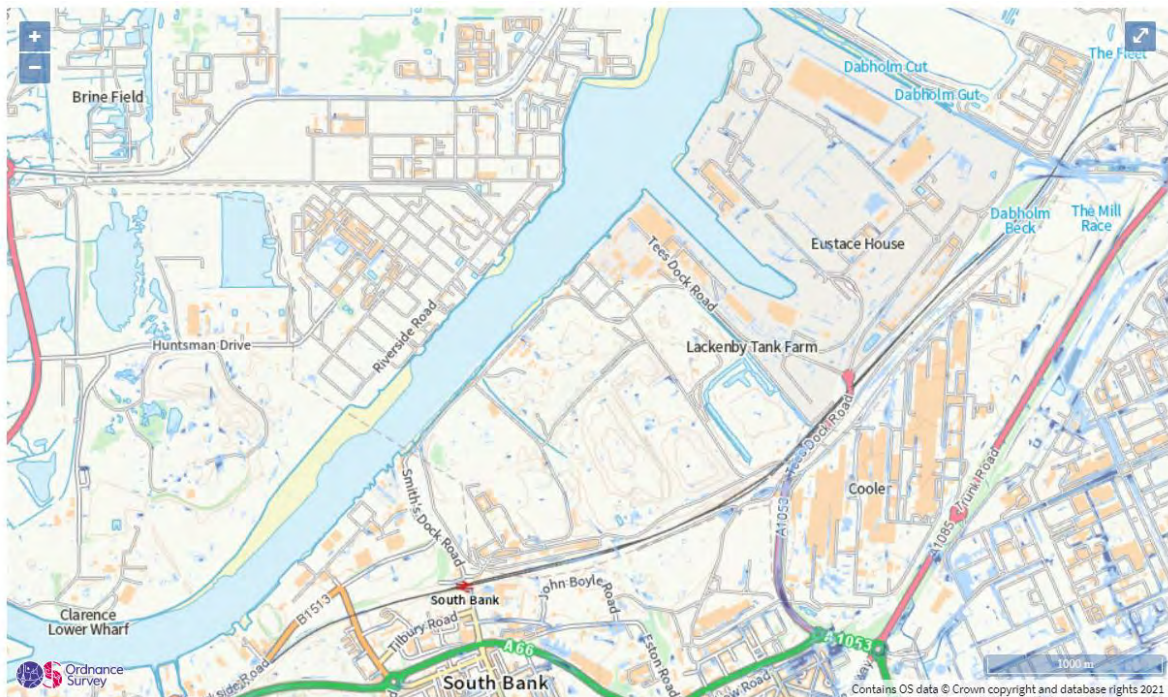 +
−
Brine Field
Dabholm Cut
The Fleet
Dabholm Gut
Dabholm
Beck
The Mill
Race
Eustace House
Tees Dock Road
Lackenby Tank Farm
Riverside Road
Huntsman Drive
Tees Dock Road
A1053
Cooler
A1085 Trunk Road
Smith's Dock Road
South Bank
John Boyle Road
Clarence
Lower Wharf
B1513
Tilbury Road
Eston Road
A66
A1053
South Bank
1000 m
Ordnance
Survey
Contains OS data © Crown copyright and database rights 2021